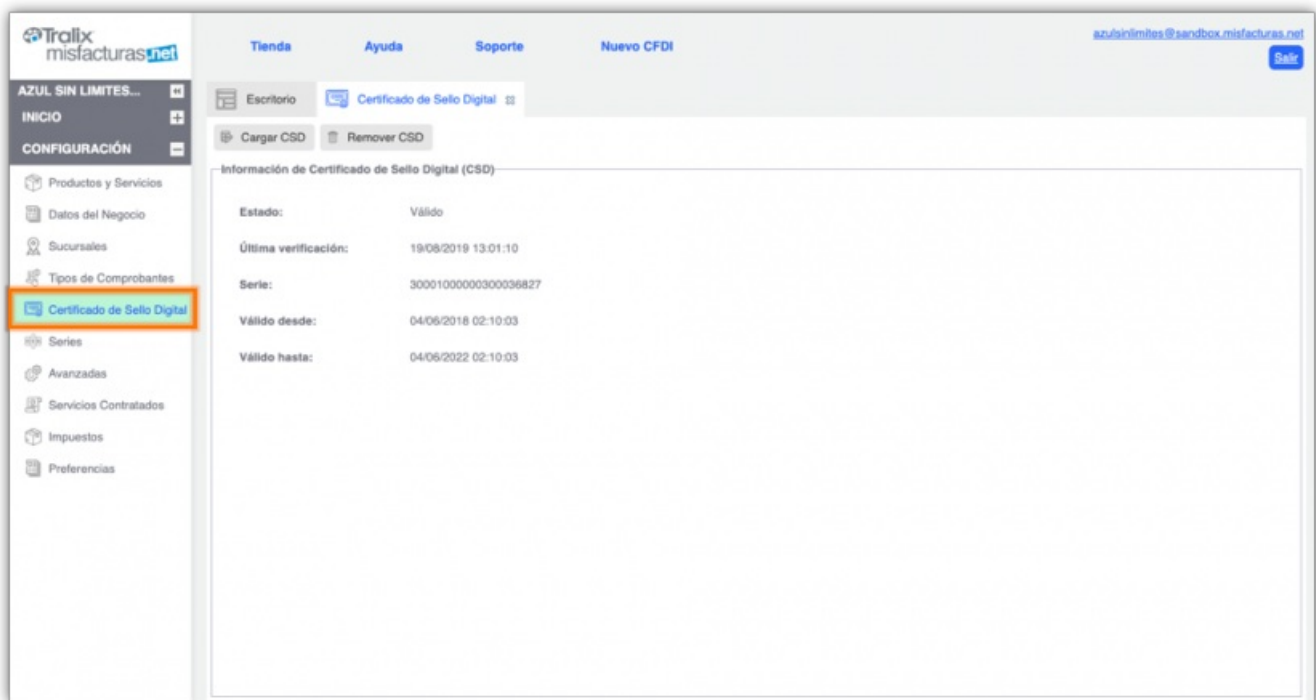 Tralix
misfacturas.net
Tienda
Ayuda
Soporte
Nuevo CFDI
azulsinlimites@sandbox.misfacturas.net
Salir
AZUL SIN LIMITES...
INICIO
CONFIGURACIÓN
Productos y Servicios
Datos del Negocio
Sucursales
Tipos de Comprobantes
Certificado de Sello Digital
Series
Avanzadas
Servicios Contratados
Impuestos
Preferencias
Escritorio
Certificado de Sello Digital
Cargar CSD
Remover CSD
Información de Certificado de Sello Digital (CSD)
Estado: Válido
Última verificación: 19/08/2019 13:01:10
Serie: 30001000000300036827
Válido desde: 04/06/2018 02:10:03
Válido hasta: 04/06/2022 02:10:03